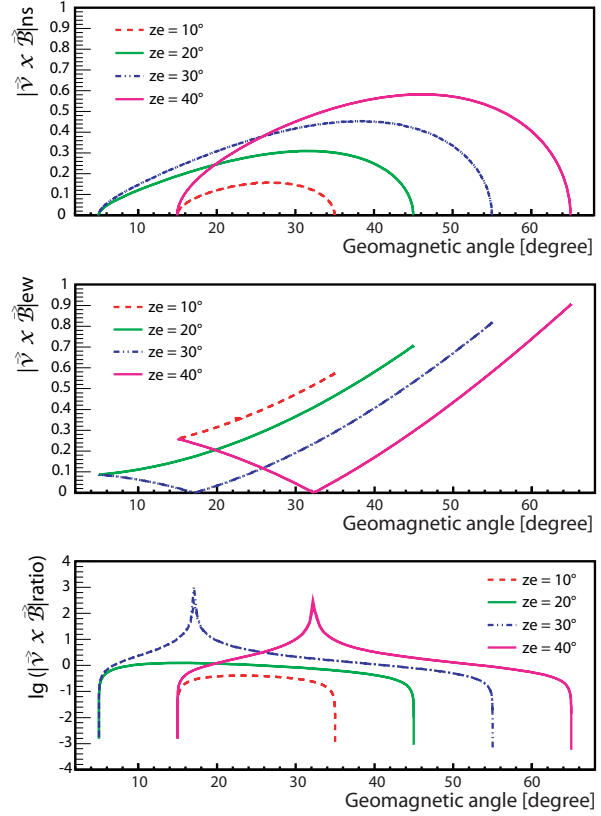 |v⃗ x B⃗|ns
1
0.9
0.8
0.7
0.6
0.5
0.4
0.3
0.2
0.1
0
ze = 10°
ze = 20°
ze = 30°
ze = 40°
10 20 30 40 50 60
Geomagnetic angle [degree]
|v⃗ x B⃗|ew
1
0.9
0.8
0.7
0.6
0.5
0.4
0.3
0.2
0.1
0
ze = 10°
ze = 20°
ze = 30°
ze = 40°
10 20 30 40 50 60
Geomagnetic angle [degree]
lg (|v⃗ x B⃗|ratio)
4
3
2
1
0
-1
-2
-3
-4
ze = 10°
ze = 20°
ze = 30°
ze = 40°
10 20 30 40 50 60
Geomagnetic angle [degree]